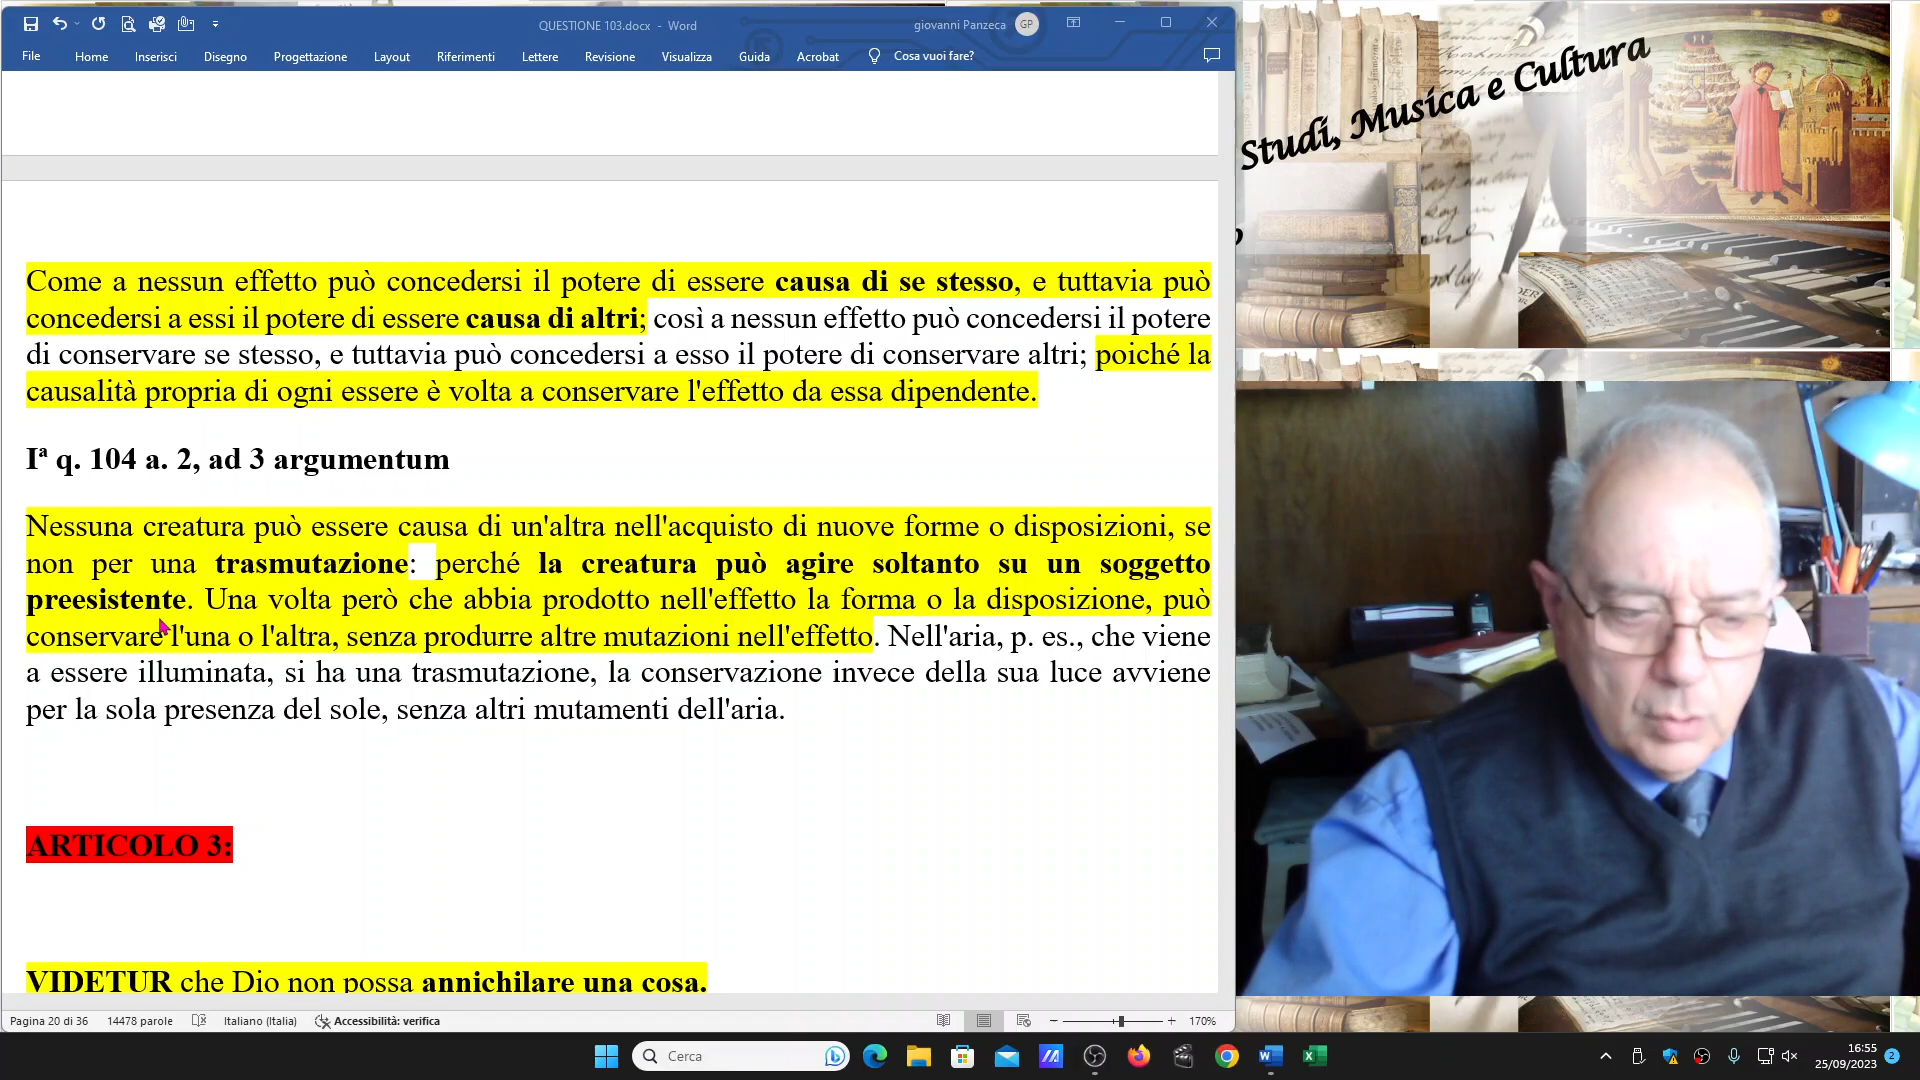 QUESTIONE 103.docx - Word
giovanni Panzeca GP
File Home Inserisci Disegno Progettazione Layout Riferimenti Lettere Revisione Visualizza Guida Acrobat Cosa vuoi fare?
Studi, Musica e Cultura
Come a nessun effetto può concedersi il potere di essere causa di se stesso, e tuttavia può
concedersi a essi il potere di essere causa di altri; così a nessun effetto può concedersi il potere
di conservare se stesso, e tuttavia può concedersi a esso il potere di conservare altri; poiché la
causalità propria di ogni essere è volta a conservare l'effetto da essa dipendente.
Iª q. 104 a. 2, ad 3 argumentum
Nessuna creatura può essere causa di un'altra nell'acquisto di nuove forme o disposizioni, se
non per una trasmutazione: perché la creatura può agire soltanto su un soggetto
preesistente. Una volta però che abbia prodotto nell'effetto la forma o la disposizione, può
conservare l'una o l'altra, senza produrre altre mutazioni nell'effetto. Nell'aria, p. es., che viene
a essere illuminata, si ha una trasmutazione, la conservazione invece della sua luce avviene
per la sola presenza del sole, senza altri mutamenti dell'aria.
ARTICOLO 3:
VIDETUR che Dio non possa annichilare una cosa.
Pagina 20 di 36 14478 parole Italiano (Italia) Accessibilità: verifica 170%
Cerca
16:55
25/09/2023 2